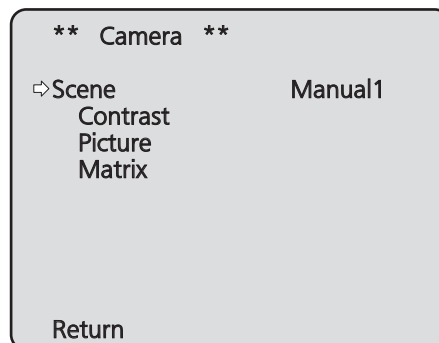 ** Camera **
⇨Scene Manual1
Contrast
Picture
Matrix
Return